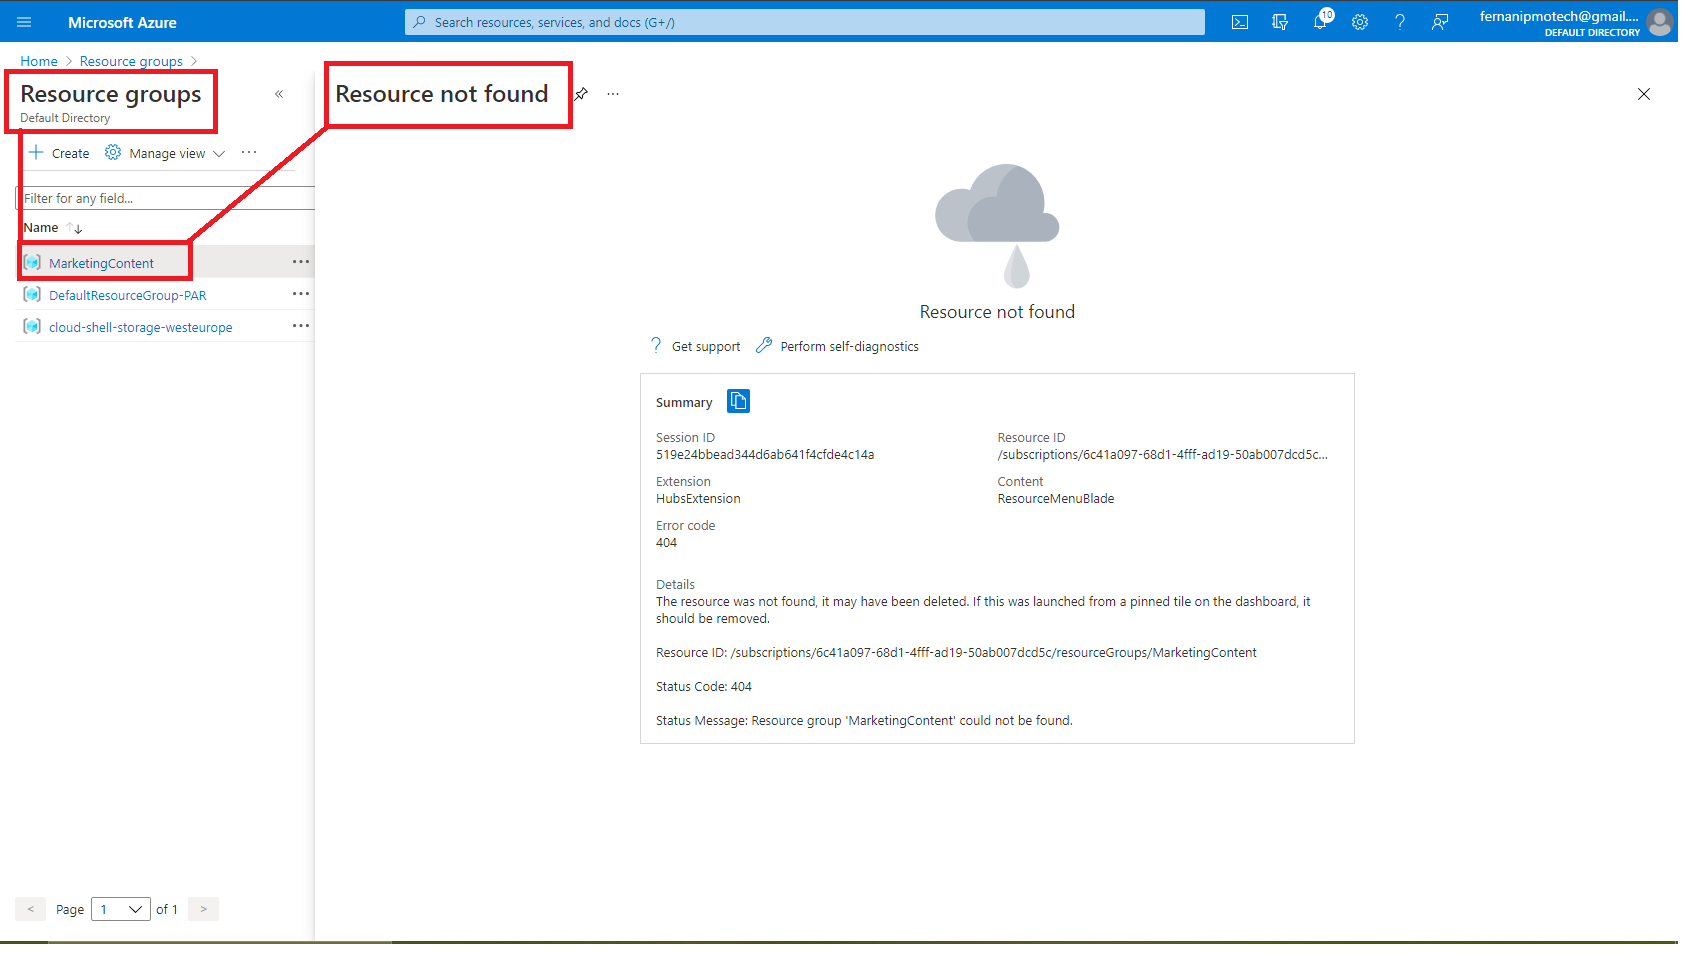 Microsoft Azure
Search resources, services, and docs (G+/)
10
fernanipmotech@gmail....
DEFAULT DIRECTORY
Home > Resource groups >
Resource groups
Default Directory
«
Resource not found
...
+ Create
Manage view
...
Filter for any field...
Name ↑↓
MarketingContent ...
DefaultResourceGroup-PAR ...
cloud-shell-storage-westeurope ...
Resource not found
? Get support
Perform self-diagnostics
Summary
Session ID
519e24bbead344d6ab641f4cfde4c14a
Resource ID
/subscriptions/6c41a097-68d1-4fff-ad19-50ab007dcd5c...
Extension
HubsExtension
Content
ResourceMenuBlade
Error code
404
Details
The resource was not found, it may have been deleted. If this was launched from a pinned tile on the dashboard, it
should be removed.
Resource ID: /subscriptions/6c41a097-68d1-4fff-ad19-50ab007dcd5c/resourceGroups/MarketingContent
Status Code: 404
Status Message: Resource group 'MarketingContent' could not be found.
< Page 1 of 1 >